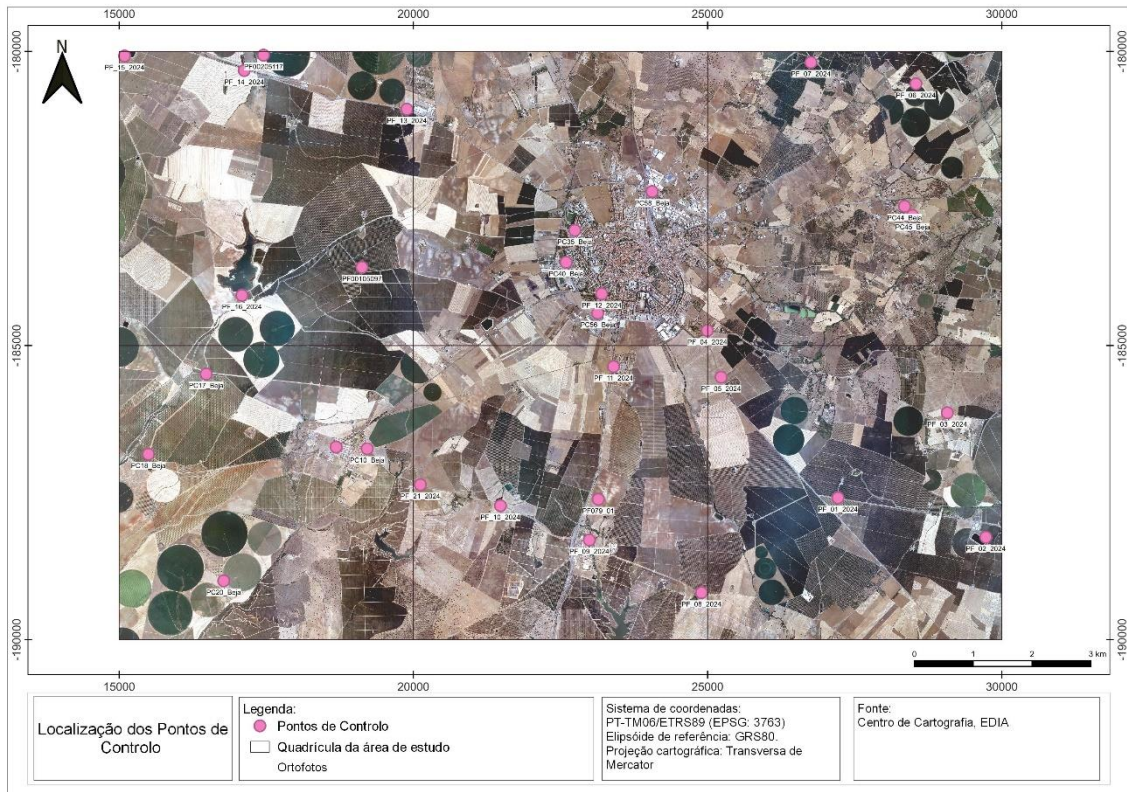 15000 20000 25000 30000
-180000 -180000
N
PF_15_2024
PF00205117
PF_14_2024
PF_07_2024
PF_06_2024
PF_13_2024
PC58_Beja
PC44_Beja
PC45_Beja
PC35_Beja
PC40_Beja
PF00105097
PF_16_2024
PF_12_2024
PC56_Beja
PF_04_2024
-185000 -185000
PF_11_2024
PC17_Beja
PF_05_2024
PF_03_2024
PC18_Beja
PC10_Beja
PF_21_2024
PF_10_2024
PF079_01
PF_01_2024
PF_09_2024
PF_02_2024
PC20_Beja
PF_08_2024
-190000 -190000
0 1 2 3 km
15000 20000 25000 30000
Localização dos Pontos de
Controlo
Legenda:
Pontos de Controlo
Quadrícula da área de estudo
Ortofotos
Sistema de coordenadas:
PT-TM06/ETRS89 (EPSG: 3763)
Elipsóide de referência: GRS80.
Projeção cartográfica: Transversa de
Mercator
Fonte:
Centro de Cartografia, EDIA